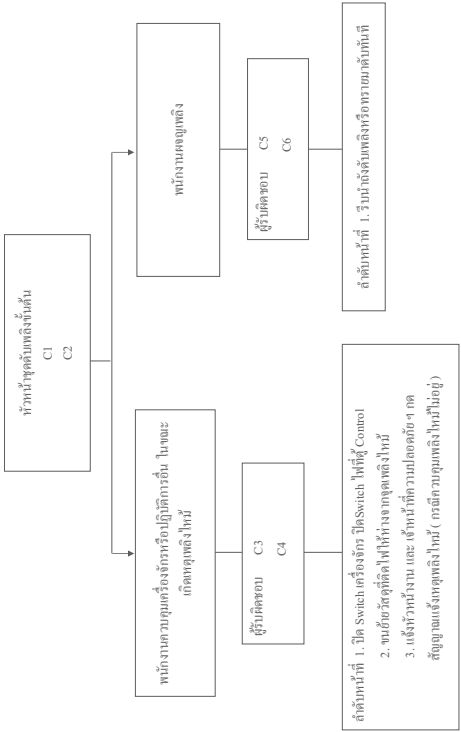 หัวหน้าชุดดับเพลิงขั้นต้น
C1
C2
พนักงานควบคุมเครื่องจักรหรือปฏิบัติการอื่น ในขณะ
เกิดเหตุเพลิงไหม้
ผู้รับผิดชอบ C3
C4
ลำดับหน้าที่ 1. ปิด Switch เครื่องจักร ปิดSwitch ไฟที่ตู้ Control
2. ขนย้ายวัสดุที่ติดไฟให้ห่างจากจุดเพลิงไหม้
3. แจ้งหัวหน้างาน และ เจ้าหน้าที่ความปลอดภัยฯ กด
สัญญาณแจ้งเหตุเพลิงไหม้ ( กรณีควบคุมเพลิงไหม้ไม่อยู่ )
พนักงานผจญเพลิง
ผู้รับผิดชอบ C5
C6
ลำดับหน้าที่ 1. รีบนำถังดับเพลิงหรือทรายมาดับทันที